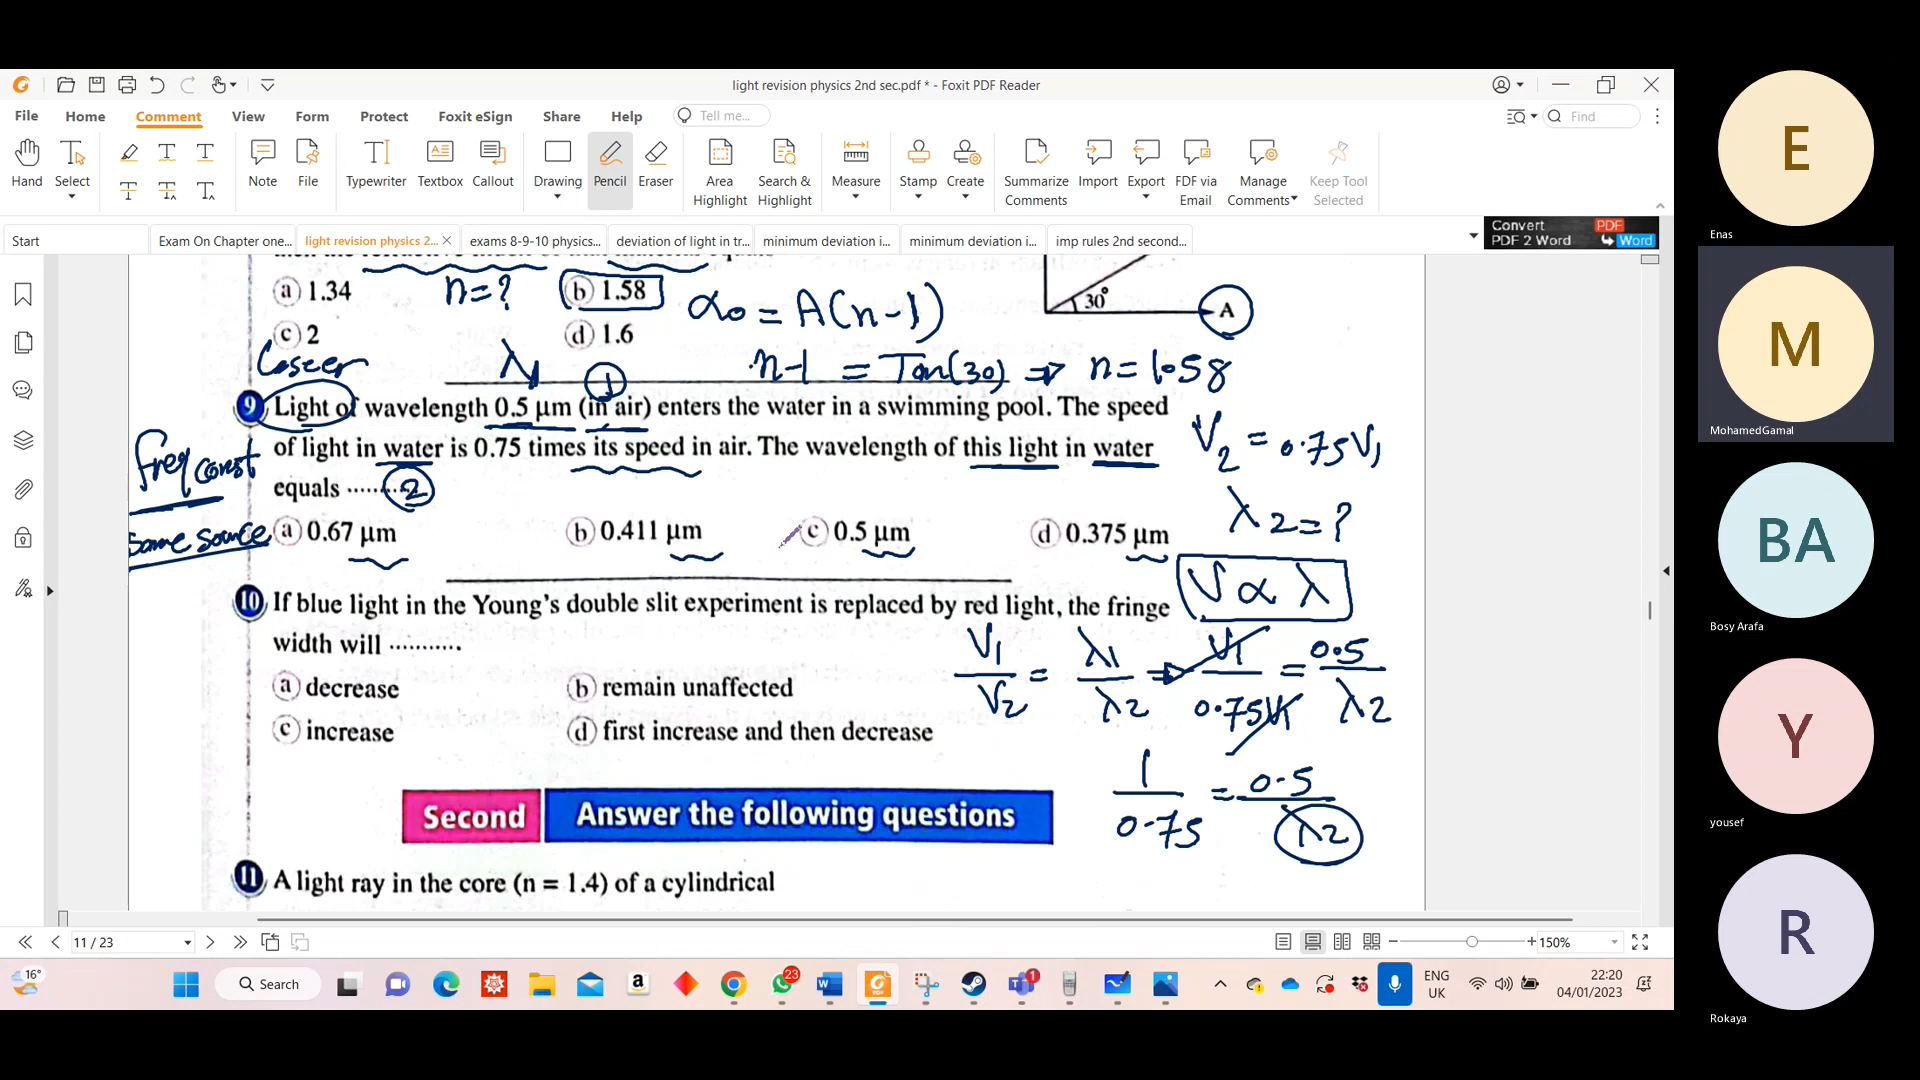 light revision physics 2nd sec.pdf * - Foxit PDF Reader
File Home Comment View Form Protect Foxit eSign Share Help Tell me... Find
Hand Select Note File Typewriter Textbox Callout Drawing Pencil Eraser Area Highlight Search & Highlight Measure Stamp Create Summarize Comments Import Export FDF via Email Manage Comments Keep Tool Selected
Start Exam On Chapter one... light revision physics 2... exams 8-9-10 physics... deviation of light in tr... minimum deviation i... minimum deviation i... imp rules 2nd second...
Convert PDF
PDF 2 Word Word
a 1.34 n=? b 1.58 α₀ = A(n-1) 30° A
c 2 d 1.6
λ1 1 n-1 = Tan(30) ⇒ n=1.58
9 Light of wavelength 0.5 μm (in air) enters the water in a swimming pool. The speed
of light in water is 0.75 times its speed in air. The wavelength of this light in water
equals .......... 2
Freq const
same source
V2 = 0.75V1
λ2=?
a 0.67 μm b 0.411 μm c 0.5 μm d 0.375 μm
V ∝ λ
10 If blue light in the Young's double slit experiment is replaced by red light, the fringe
width will ...........
V1/V2 = λ1/λ2 ⇒ V1/0.75V1 = 0.5/λ2
a decrease b remain unaffected
c increase d first increase and then decrease
1/0.75 = 0.5/λ2
Second Answer the following questions
11 A light ray in the core (n = 1.4) of a cylindrical
11 / 23 150%
16° Search 23 1 ENG UK 22:20 04/01/2023
E
Enas
M
MohamedGamal
BA
Bosy Arafa
Y
yousef
R
Rokaya